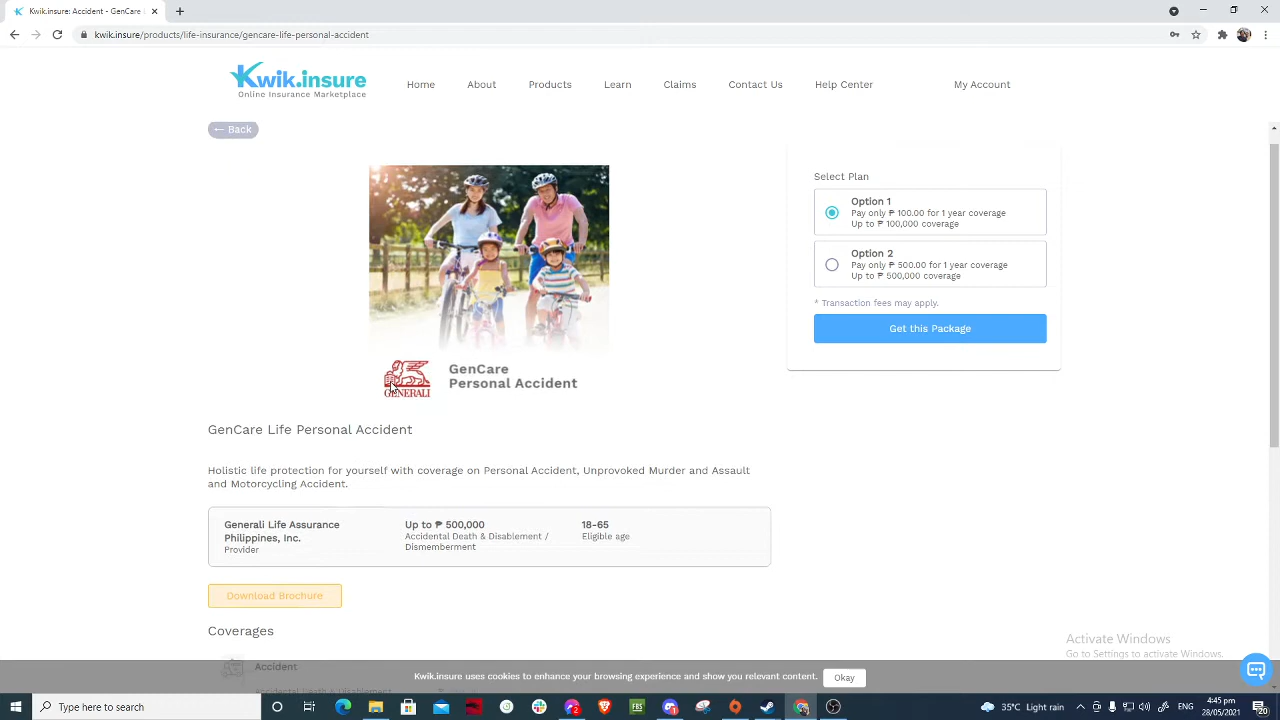 Kwik.insure: Accident - GenCare
kwik.insure/products/life-insurance/gencare-life-personal-accident
Kwik.insure
Online Insurance Marketplace
Home
About
Products
Learn
Claims
Contact Us
Help Center
My Account
← Back
Select Plan
Option 1
Pay only ₱ 100.00 for 1 year coverage
Up to ₱ 100,000 coverage
Option 2
Pay only ₱ 500.00 for 1 year coverage
Up to ₱ 500,000 coverage
* Transaction fees may apply.
Get this Package
GENERALI
GenCare
Personal Accident
GenCare Life Personal Accident
Holistic life protection for yourself with coverage on Personal Accident, Unprovoked Murder and Assault
and Motorcycling Accident.
Generali Life Assurance
Philippines, Inc.
Provider
Up to ₱ 500,000
Accidental Death & Disablement /
Dismemberment
18-65
Eligible age
Download Brochure
Coverages
Accident
Accidental Death & Disablement
Activate Windows
Go to Settings to activate Windows.
Kwik.insure uses cookies to enhance your browsing experience and show you relevant content.
Okay
Type here to search
FBS
2
35°C Light rain
4:45 pm
28/05/2021